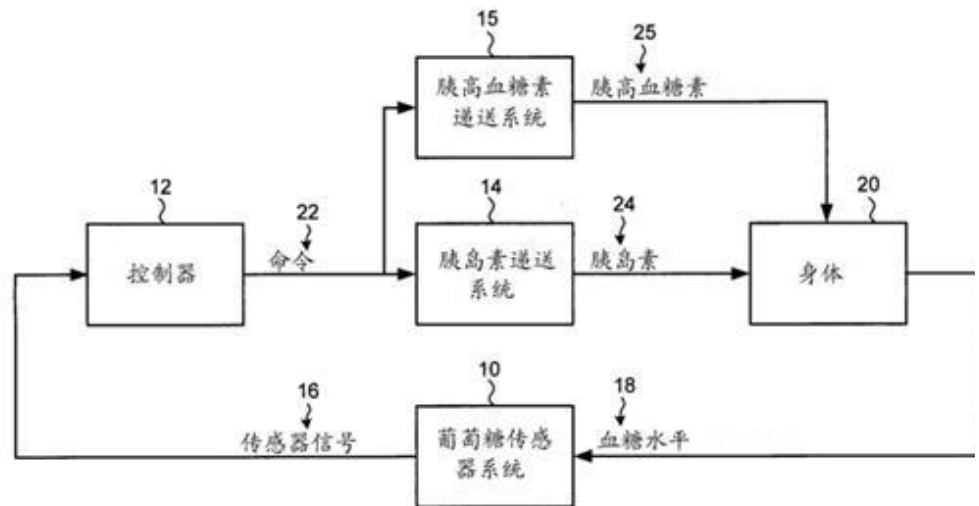 15
胰高血糖素
递送系统
25
胰高血糖素
12
控制器
22
命令
14
胰岛素递送
系统
24
胰岛素
20
身体
16
传感器信号
10
葡萄糖传感
器系统
18
血糖水平